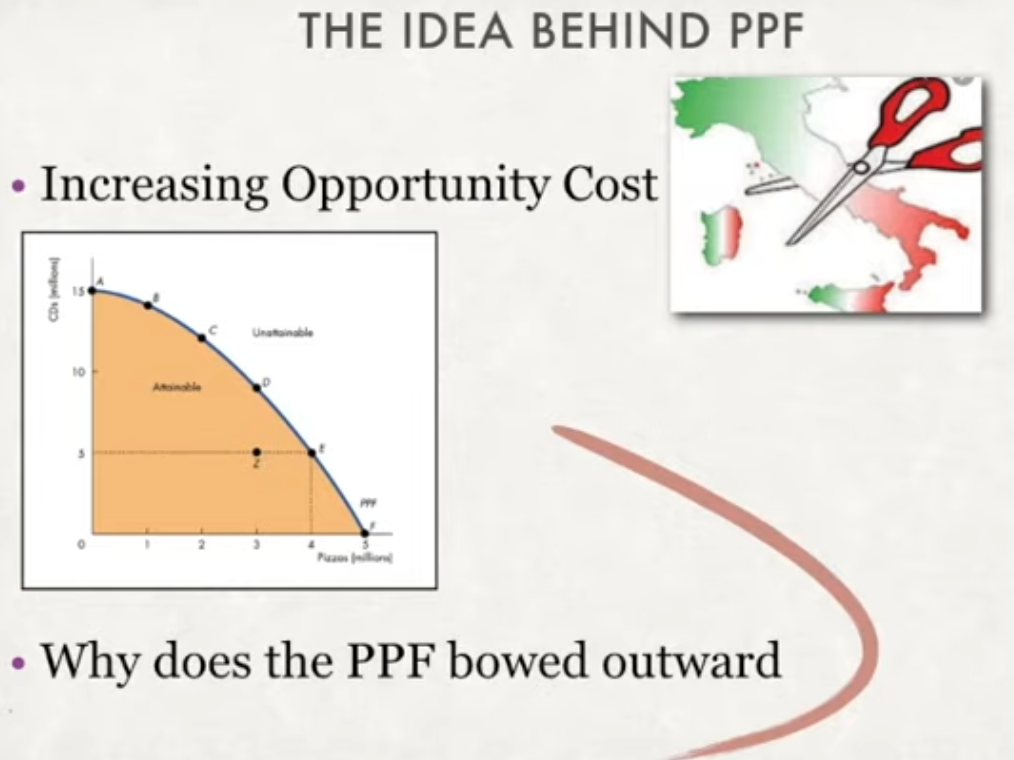 THE IDEA BEHIND PPF
• Increasing Opportunity Cost
CDs (millions)
15
A
B
C
Unattainable
10
Attainable
D
5
Z
E
PPF
F
0
1
2
3
4
5
Pizzas (millions)
• Why does the PPF bowed outward